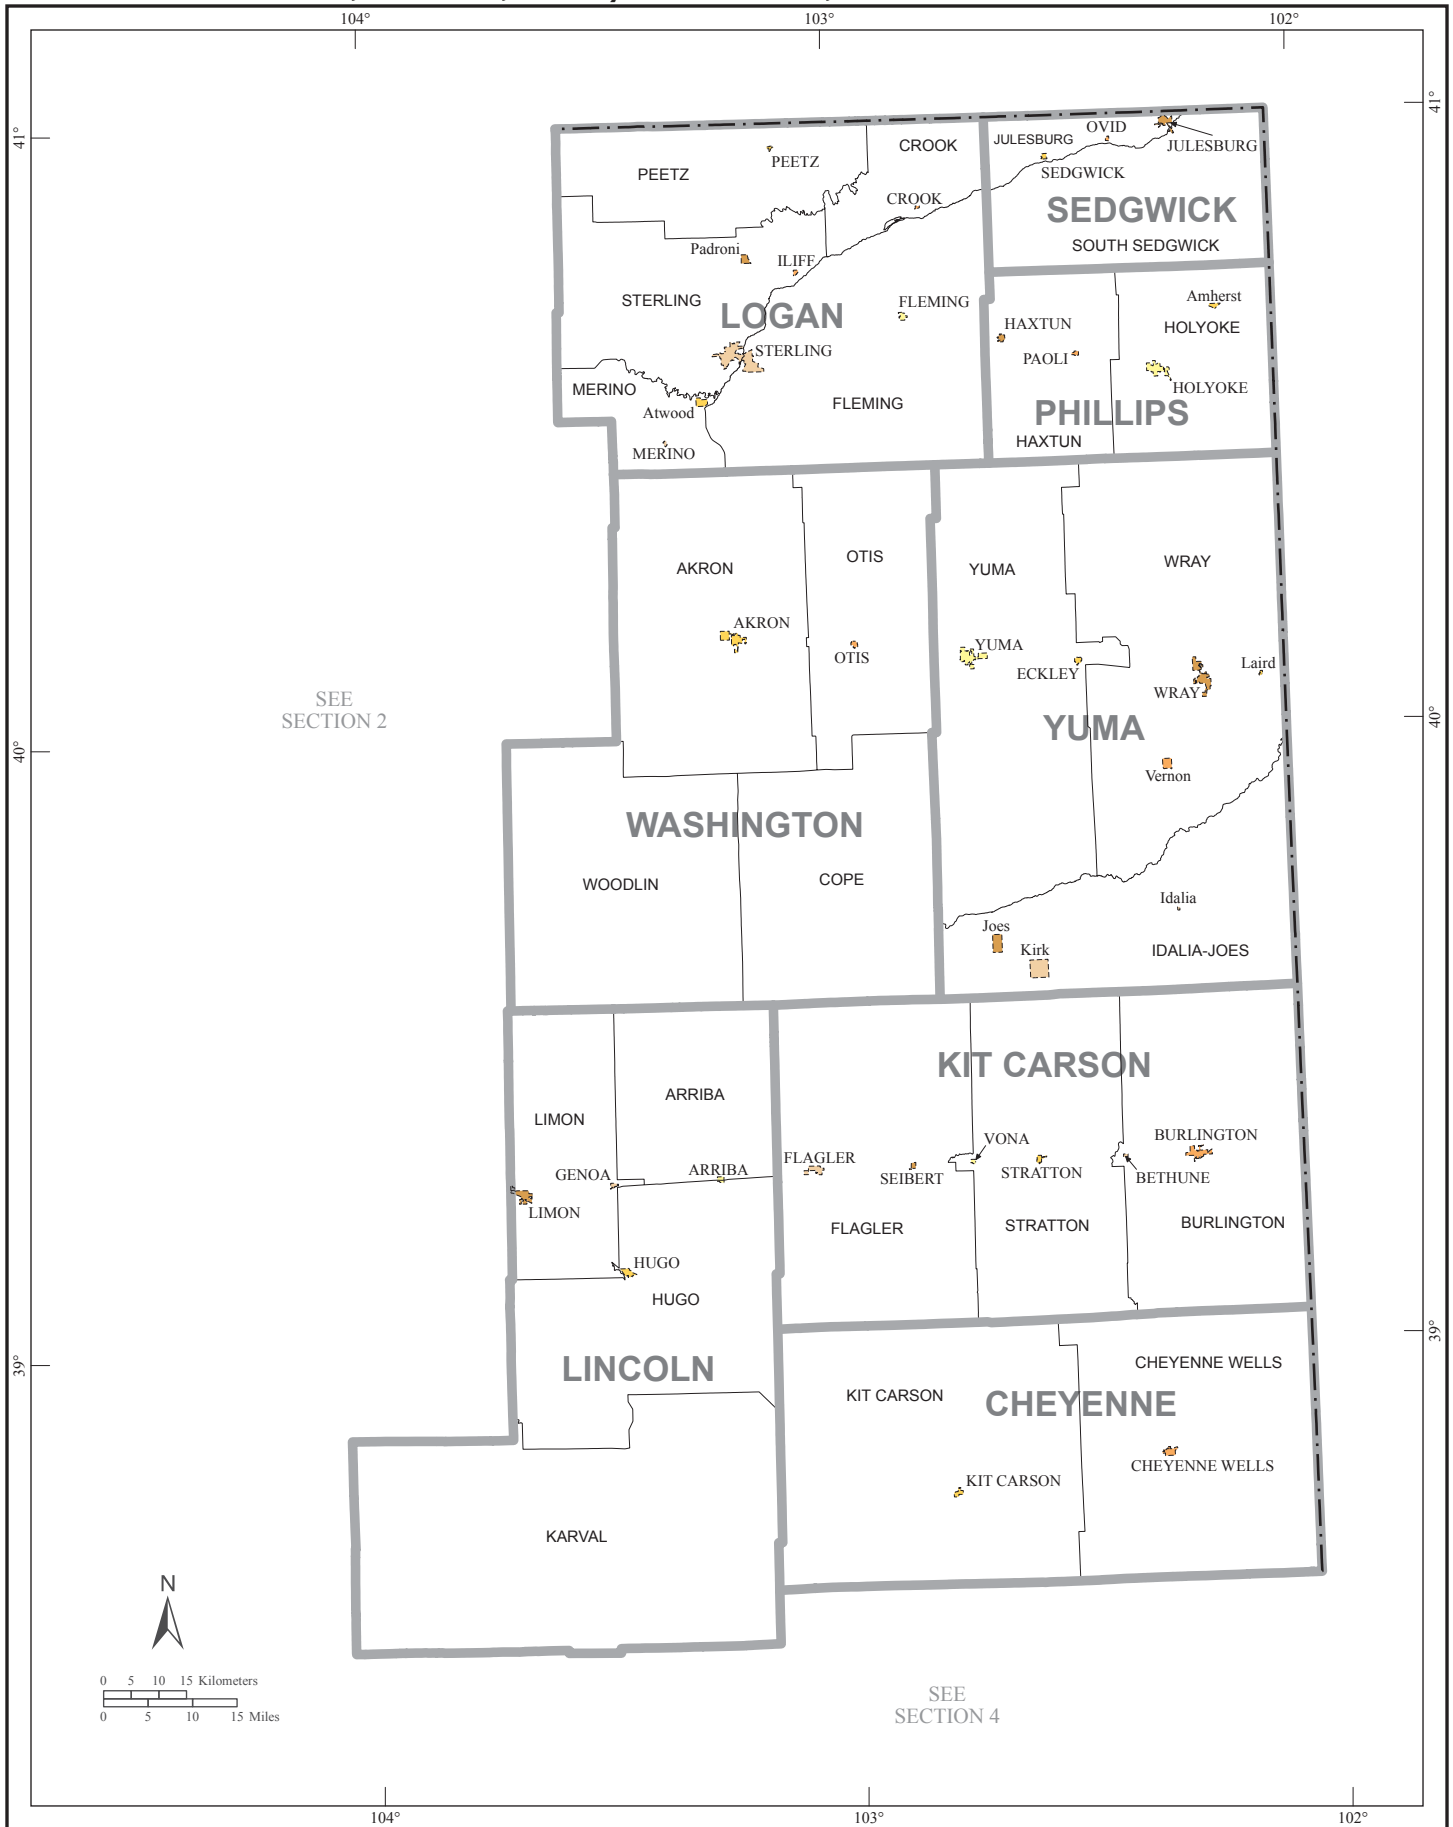 104°
103°
102°
41°
41°
PEETZ
PEETZ
CROOK
CROOK
JULESBURG
OVID
JULESBURG
SEDGWICK
SEDGWICK
SOUTH SEDGWICK
Padroni
ILIFF
STERLING
LOGAN
FLEMING
STERLING
MERINO
Atwood
FLEMING
MERINO
Amherst
HOLYOKE
HAXTUN
PAOLI
HOLYOKE
PHILLIPS
HAXTUN
AKRON
OTIS
YUMA
WRAY
AKRON
OTIS
YUMA
ECKLEY
WRAY
Laird
YUMA
Vernon
SEE
SECTION 2
40°
40°
WASHINGTON
WOODLIN
COPE
Idalia
Joes
Kirk
IDALIA-JOES
KIT CARSON
ARRIBA
LIMON
GENOA
ARRIBA
LIMON
FLAGLER
SEIBERT
VONA
STRATTON
BURLINGTON
BETHUNE
FLAGLER
STRATTON
BURLINGTON
HUGO
HUGO
39°
39°
LINCOLN
KIT CARSON
CHEYENNE WELLS
CHEYENNE
CHEYENNE WELLS
KIT CARSON
KARVAL
N
0 5 10 15 Kilometers
0 5 10 15 Miles
SEE
SECTION 4
104°
103°
102°